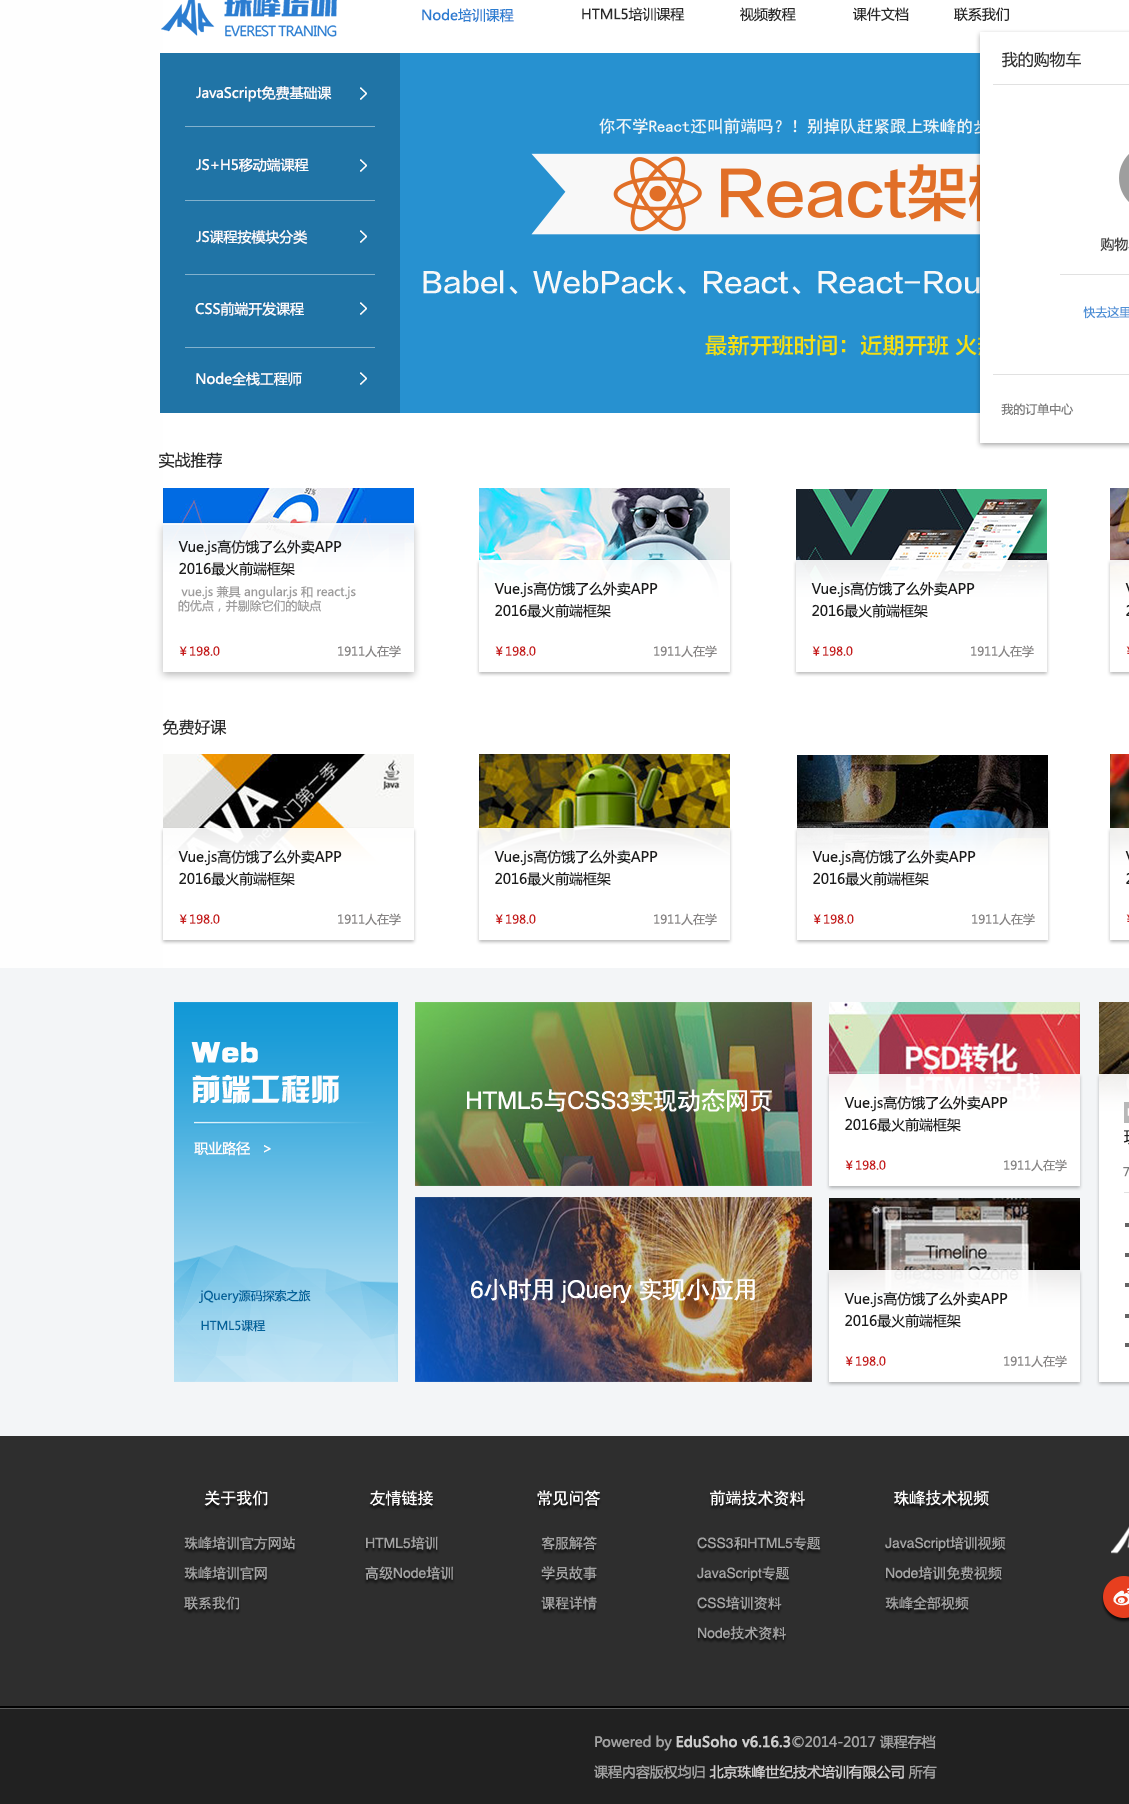 珠峰培训
EVEREST TRANING
Node培训课程
HTML5培训课程
视频教程
课件文档
联系我们
我的购物车
JavaScript免费基础课
JS+H5移动端课程
JS课程按模块分类
CSS前端开发课程
Node全栈工程师
你不学React还叫前端吗？！别掉队赶紧跟上珠峰的
React架
Babel、WebPack、React、React-Rou
最新开班时间：近期开班 火
购物
快去这里
我的订单中心
实战推荐
91%
Vue.js高仿饿了么外卖APP
2016最火前端框架
vue.js 兼具 angular.js 和 react.js
的优点，并剔除它们的缺点
¥198.0
1911人在学
Vue.js高仿饿了么外卖APP
2016最火前端框架
¥198.0
1911人在学
Vue.js高仿饿了么外卖APP
2016最火前端框架
¥198.0
1911人在学
免费好课
VA
入门第二季
Java
Vue.js高仿饿了么外卖APP
2016最火前端框架
¥198.0
1911人在学
Vue.js高仿饿了么外卖APP
2016最火前端框架
¥198.0
1911人在学
Vue.js高仿饿了么外卖APP
2016最火前端框架
¥198.0
1911人在学
Web
前端工程师
职业路径 >
jQuery源码探索之旅
HTML5课程
HTML5与CSS3实现动态网页
6小时用 jQuery 实现小应用
PSD转化
HTML实战
Vue.js高仿饿了么外卖APP
2016最火前端框架
¥198.0
1911人在学
Timeline
effects in QZone
Vue.js高仿饿了么外卖APP
2016最火前端框架
¥198.0
1911人在学
关于我们
珠峰培训官方网站
珠峰培训官网
联系我们
友情链接
HTML5培训
高级Node培训
常见问答
客服解答
学员故事
课程详情
前端技术资料
CSS3和HTML5专题
JavaScript专题
CSS培训资料
Node技术资料
珠峰技术视频
JavaScript培训视频
Node培训免费视频
珠峰全部视频
Powered by EduSoho v6.16.3©2014-2017 课程存档
课程内容版权均归 北京珠峰世纪技术培训有限公司 所有